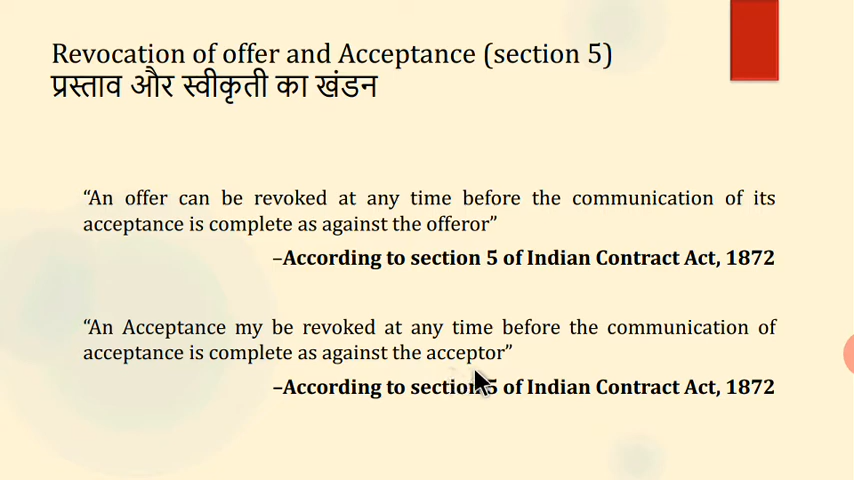 Revocation of offer and Acceptance (section 5)
प्रस्ताव और स्वीकृती का खंडन
“An offer can be revoked at any time before the communication of its
acceptance is complete as against the offeror”
–According to section 5 of Indian Contract Act, 1872
“An Acceptance my be revoked at any time before the communication of
acceptance is complete as against the acceptor”
–According to section 5 of Indian Contract Act, 1872